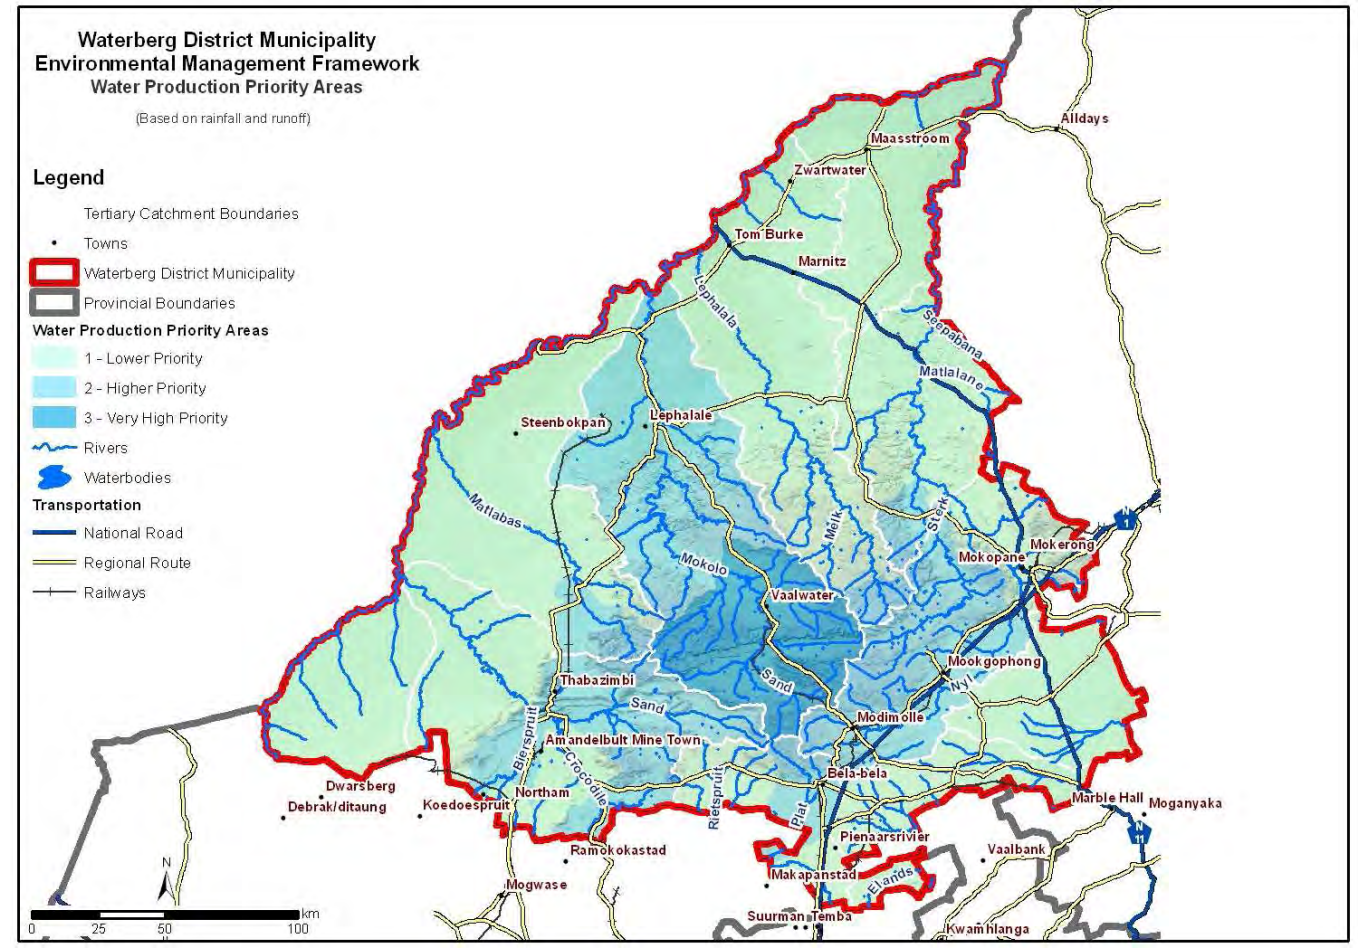 Waterberg District Municipality
Environmental Management Framework
Water Production Priority Areas
(Based on rainfall and runoff)
Legend
Tertiary Catchment Boundaries
Towns
Waterberg District Municipality
Provincial Boundaries
Water Production Priority Areas
1 - Lower Priority
2 - Higher Priority
3 - Very High Priority
Rivers
Waterbodies
Transportation
National Road
Regional Route
Railways
Alldays
Maasstroom
Zwartwater
Tom Burke
Marnitz
Lephalala
Seepabana
Matlalane
Steenbokpan
Lephalale
Matlabas
Melk
Sterk
N
1
Mokerong
Mokopane
Mokolo
Vaalwater
Mookgophong
Nyl
Thabazimbi
Sand
Sand
Modimolle
Bierspruit
Amandelbult Mine Town
Crocodile
Bela-bela
Rietspruit
Plat
Dwarsberg
Debrak/ditaung
Koedoespruit
Northam
Marble Hall
Moganyaka
N
11
Pienaarsrivier
Vaalbank
Ramokokastad
Makapanstad
Elands
Mogwase
Suurman
Temba
Kwamhlanga
N
km
0
25
50
100